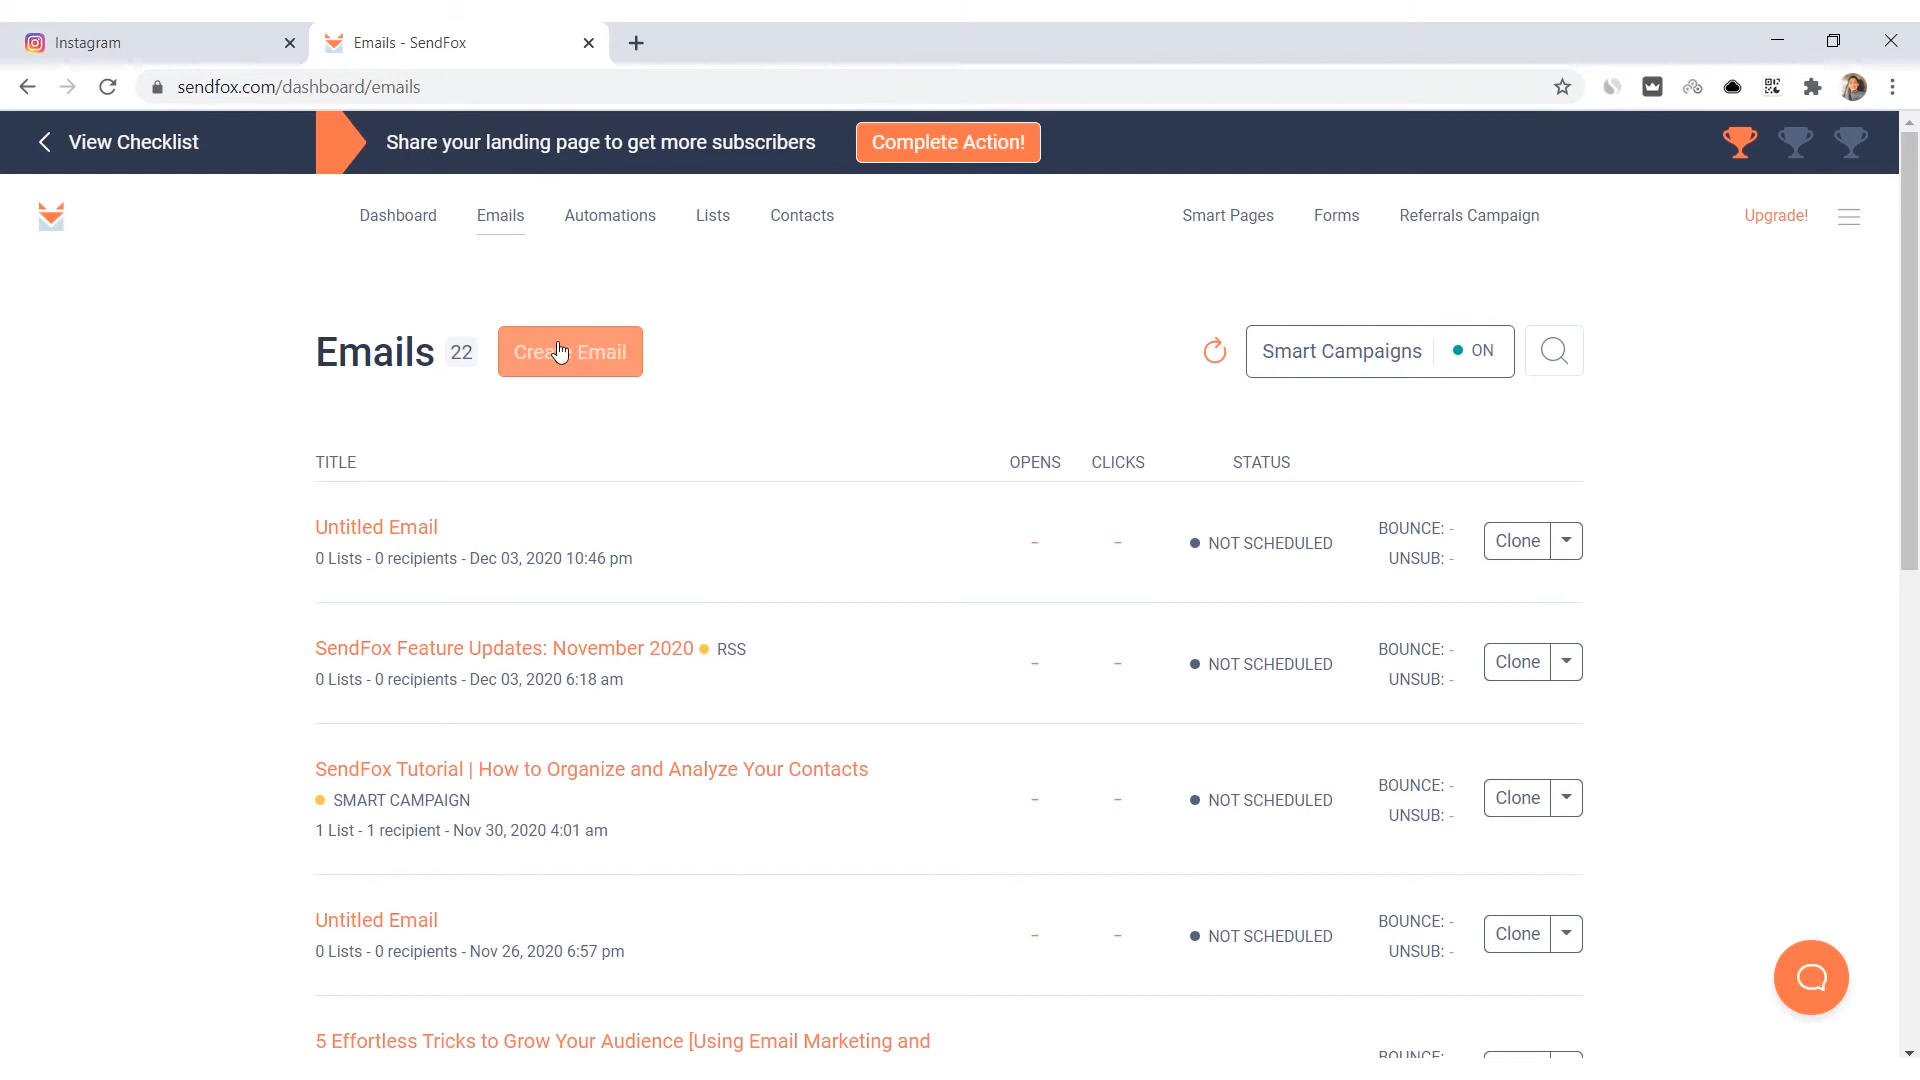 Instagram
Emails - SendFox
sendfox.com/dashboard/emails
View Checklist
Share your landing page to get more subscribers
Complete Action!
Dashboard
Emails
Automations
Lists
Contacts
Smart Pages
Forms
Referrals Campaign
Upgrade!
Emails 22
Create Email
Smart Campaigns ON
TITLE OPENS CLICKS STATUS
Untitled Email
0 Lists - 0 recipients - Dec 03, 2020 10:46 pm
- - NOT SCHEDULED
BOUNCE: -
UNSUB: -
Clone
SendFox Feature Updates: November 2020 RSS
0 Lists - 0 recipients - Dec 03, 2020 6:18 am
- - NOT SCHEDULED
BOUNCE: -
UNSUB: -
Clone
SendFox Tutorial | How to Organize and Analyze Your Contacts
SMART CAMPAIGN
1 List - 1 recipient - Nov 30, 2020 4:01 am
- - NOT SCHEDULED
BOUNCE: -
UNSUB: -
Clone
Untitled Email
0 Lists - 0 recipients - Nov 26, 2020 6:57 pm
- - NOT SCHEDULED
BOUNCE: -
UNSUB: -
Clone
5 Effortless Tricks to Grow Your Audience [Using Email Marketing and
BOUNCE: